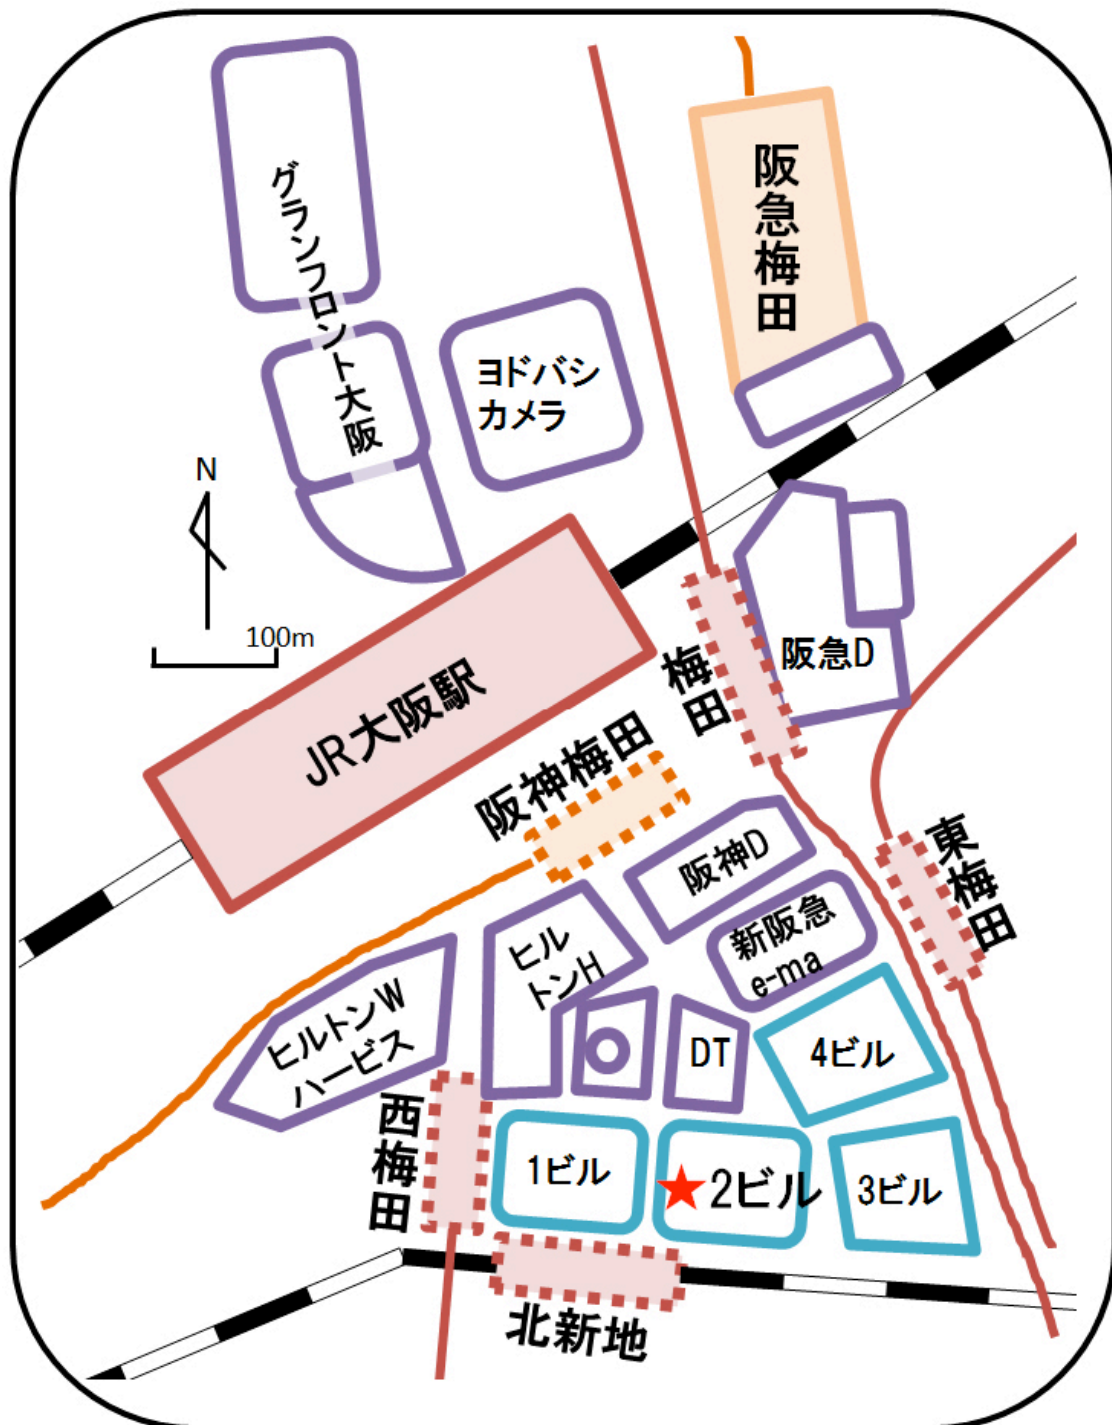 グランフロント大阪
ヨドバシ
カメラ
阪急梅田
N
100m
JR大阪駅
梅田
阪急D
阪神梅田
阪神D
東梅田
新阪急
e-ma
ヒル
トンH
ヒルトンW
ハービス
DT
4ビル
西梅田
1ビル
2ビル
3ビル
北新地